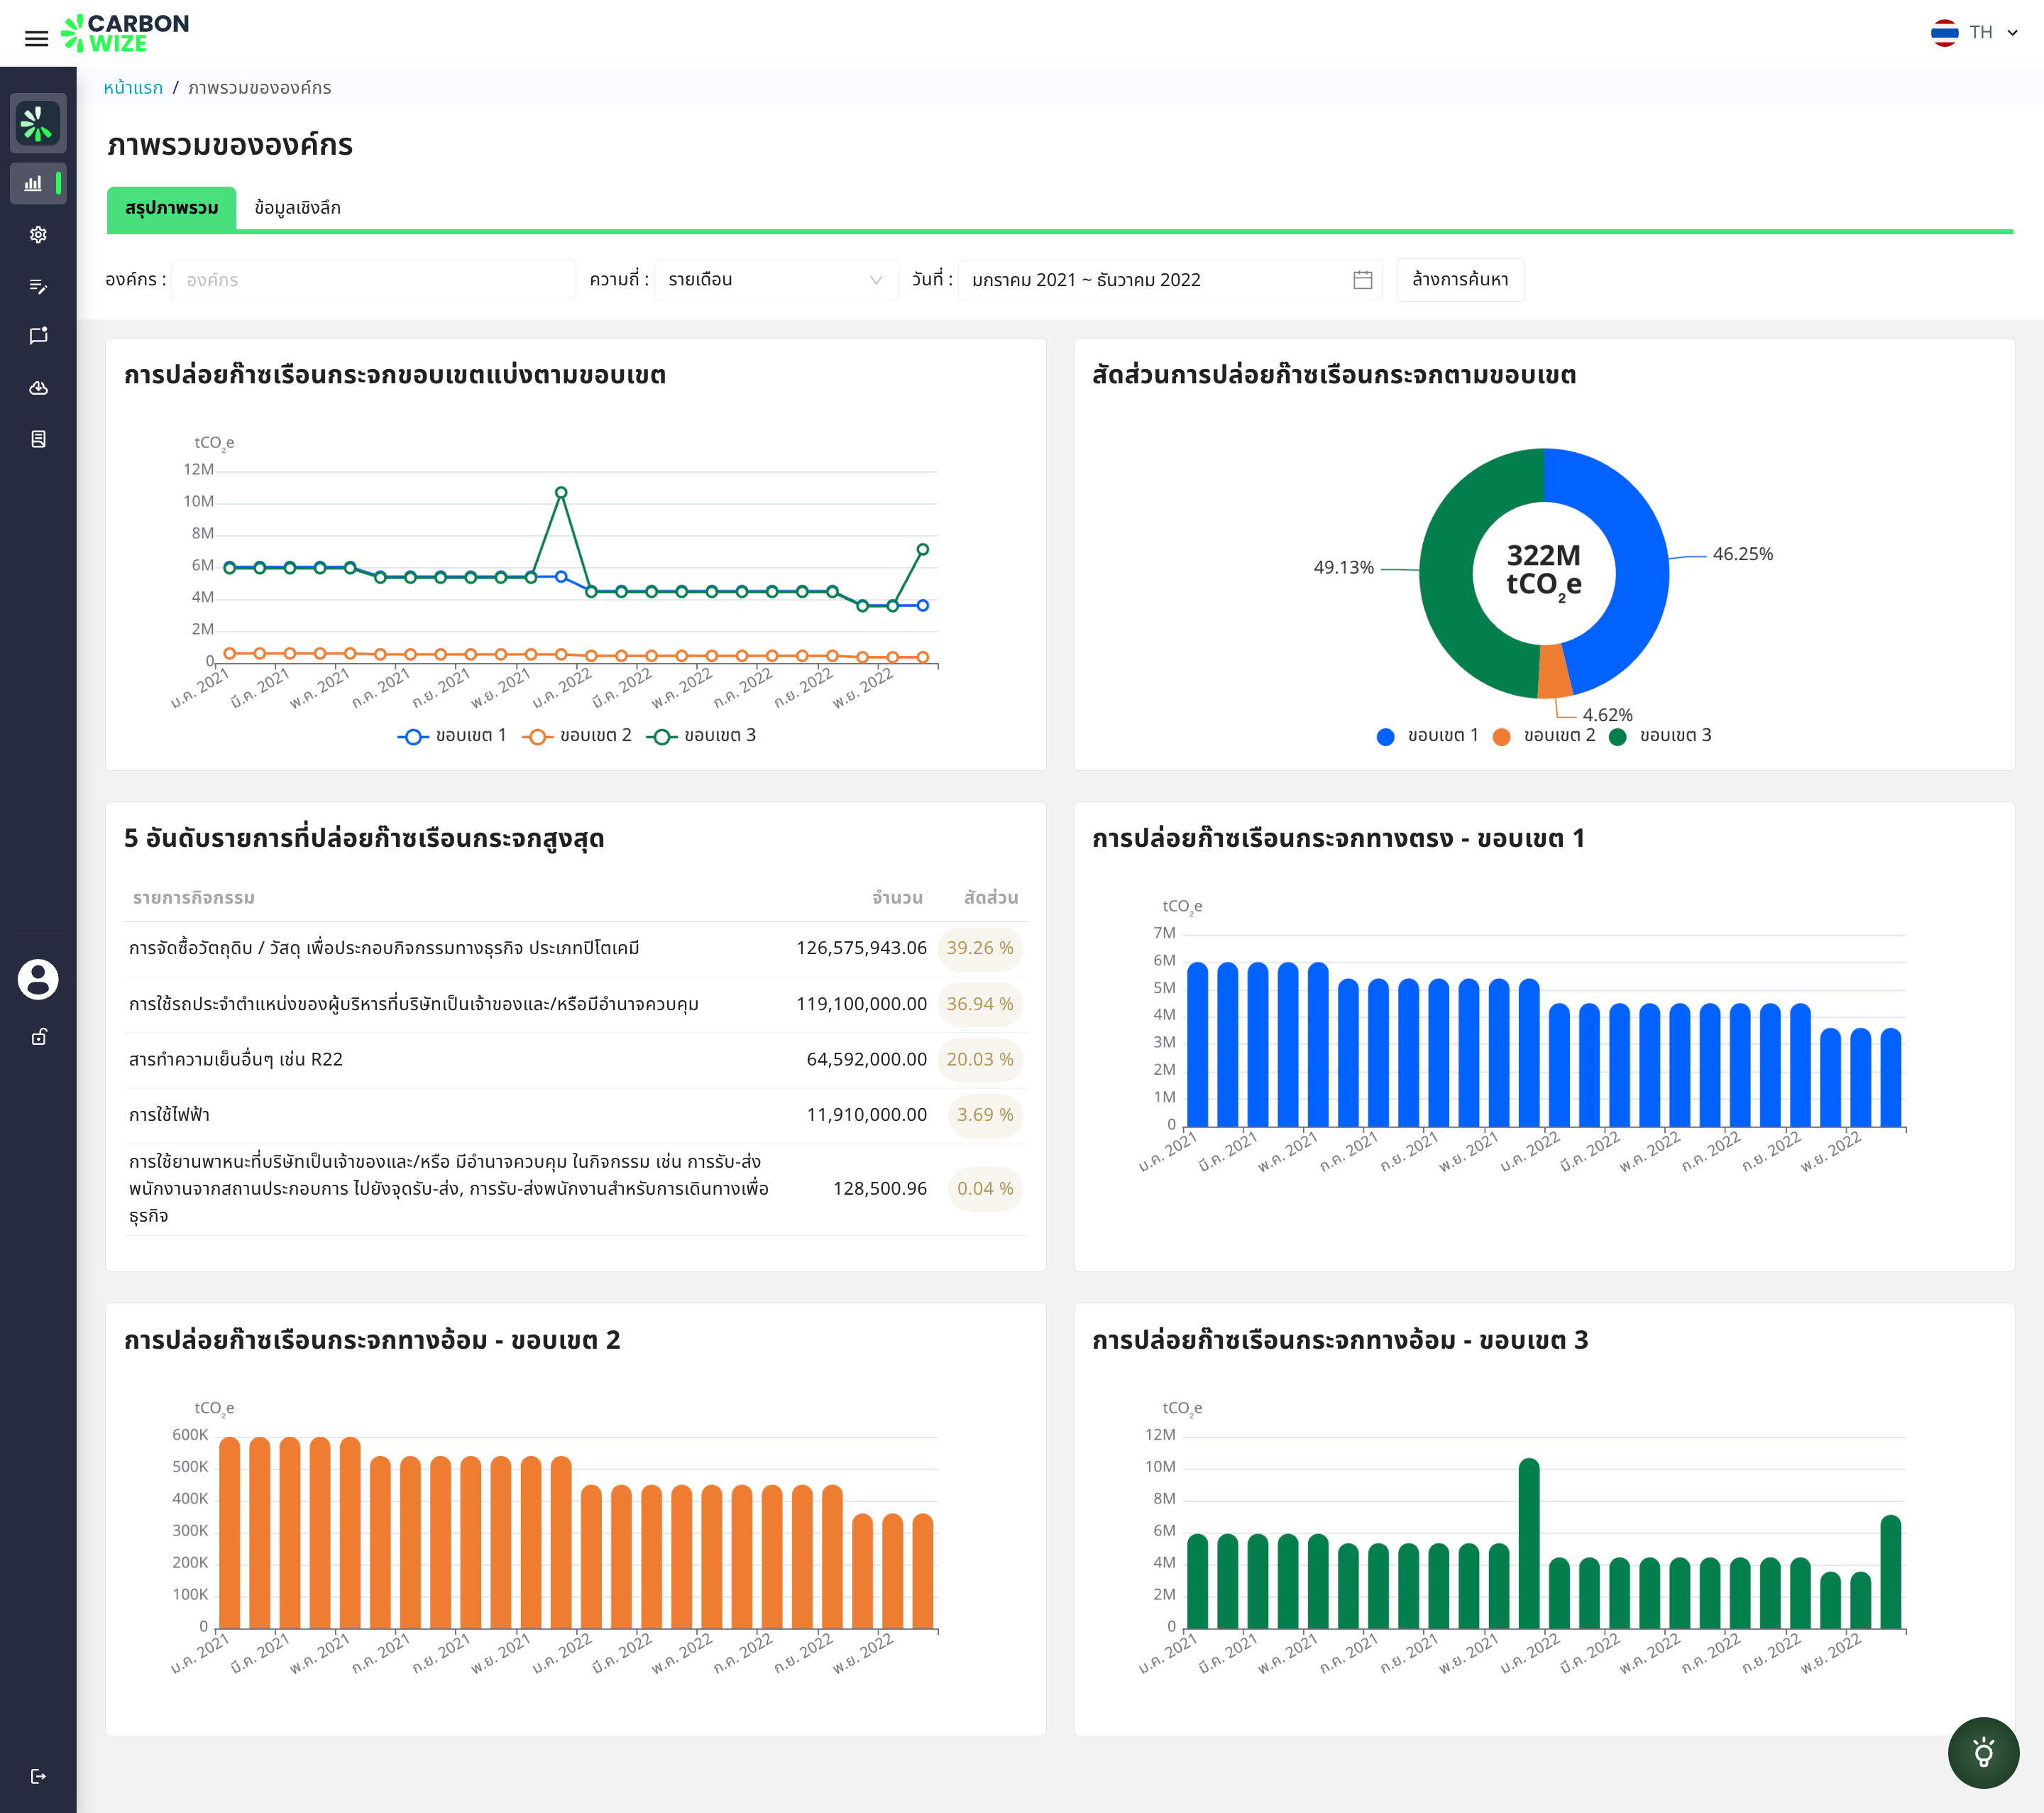 CARBON
WIZE
TH
หน้าแรก / ภาพรวมขององค์กร
ภาพรวมขององค์กร
สรุปภาพรวม ข้อมูลเชิงลึก
องค์กร : องค์กร ความถี่ : รายเดือน วันที่ : มกราคม 2021 ~ ธันวาคม 2022 ล้างการค้นหา
การปล่อยก๊าซเรือนกระจกขอบเขตแบ่งตามขอบเขต
tCO₂e
12M
10M
8M
6M
4M
2M
0
ม.ค. 2021 มี.ค. 2021 พ.ค. 2021 ก.ค. 2021 ก.ย. 2021 พ.ย. 2021 ม.ค. 2022 มี.ค. 2022 พ.ค. 2022 ก.ค. 2022 ก.ย. 2022 พ.ย. 2022
ขอบเขต 1 ขอบเขต 2 ขอบเขต 3
สัดส่วนการปล่อยก๊าซเรือนกระจกตามขอบเขต
46.25%
49.13%
322M
tCO₂e
4.62%
ขอบเขต 1 ขอบเขต 2 ขอบเขต 3
5 อันดับรายการที่ปล่อยก๊าซเรือนกระจกสูงสุด
รายการกิจกรรม จำนวน สัดส่วน
การจัดซื้อวัตถุดิบ / วัสดุ เพื่อประกอบกิจกรรมทางธุรกิจ ประเภทปิโตเคมี 126,575,943.06 39.26 %
การใช้รถประจำตำแหน่งของผู้บริหารที่บริษัทเป็นเจ้าของและ/หรือมีอำนาจควบคุม 119,100,000.00 36.94 %
สารทำความเย็นอื่นๆ เช่น R22 64,592,000.00 20.03 %
การใช้ไฟฟ้า 11,910,000.00 3.69 %
การใช้ยานพาหนะที่บริษัทเป็นเจ้าของและ/หรือ มีอำนาจควบคุม ในกิจกรรม เช่น การรับ-ส่ง
พนักงานจากสถานประกอบการ ไปยังจุดรับ-ส่ง, การรับ-ส่งพนักงานสำหรับการเดินทางเพื่อ 128,500.96 0.04 %
ธุรกิจ
การปล่อยก๊าซเรือนกระจกทางตรง - ขอบเขต 1
tCO₂e
7M
6M
5M
4M
3M
2M
1M
0
ม.ค. 2021 มี.ค. 2021 พ.ค. 2021 ก.ค. 2021 ก.ย. 2021 พ.ย. 2021 ม.ค. 2022 มี.ค. 2022 พ.ค. 2022 ก.ค. 2022 ก.ย. 2022 พ.ย. 2022
การปล่อยก๊าซเรือนกระจกทางอ้อม - ขอบเขต 2
tCO₂e
600K
500K
400K
300K
200K
100K
0
ม.ค. 2021 มี.ค. 2021 พ.ค. 2021 ก.ค. 2021 ก.ย. 2021 พ.ย. 2021 ม.ค. 2022 มี.ค. 2022 พ.ค. 2022 ก.ค. 2022 ก.ย. 2022 พ.ย. 2022
การปล่อยก๊าซเรือนกระจกทางอ้อม - ขอบเขต 3
tCO₂e
12M
10M
8M
6M
4M
2M
0
ม.ค. 2021 มี.ค. 2021 พ.ค. 2021 ก.ค. 2021 ก.ย. 2021 พ.ย. 2021 ม.ค. 2022 มี.ค. 2022 พ.ค. 2022 ก.ค. 2022 ก.ย. 2022 พ.ย. 2022